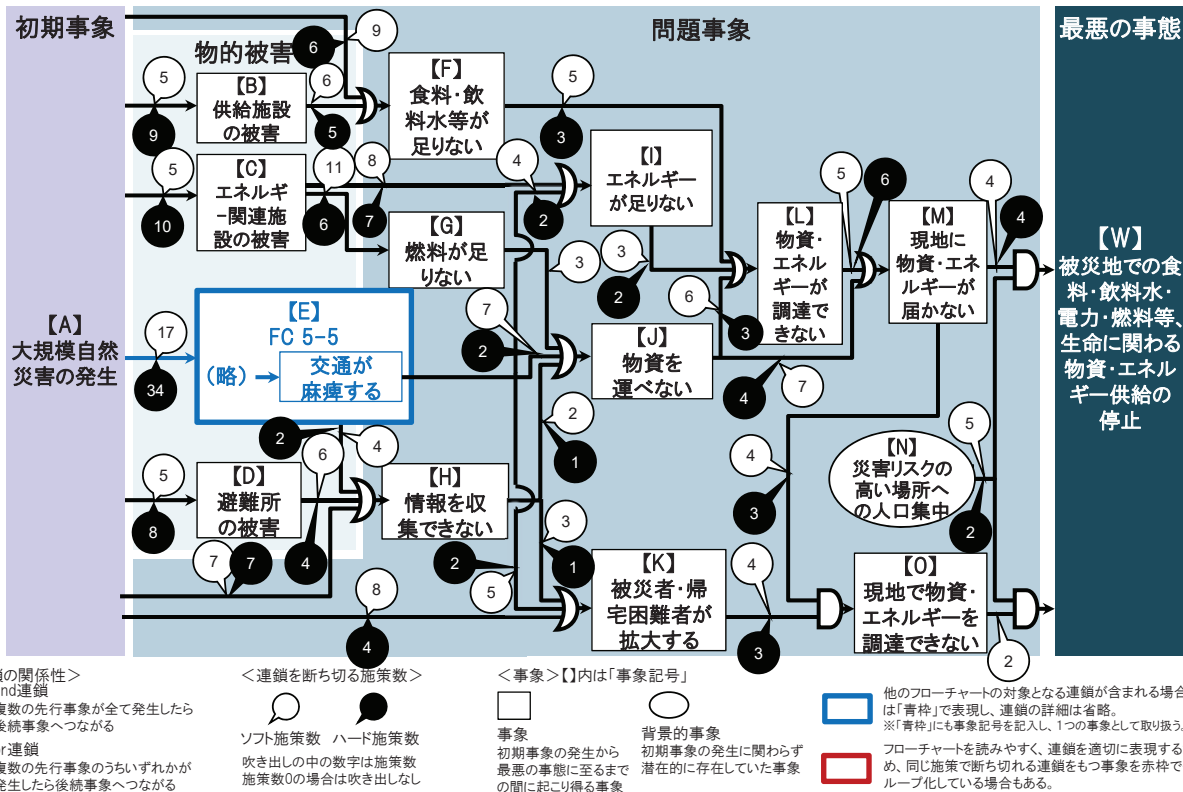 初期事象
物的被害
問題事象
最悪の事態
【A】
大規模自然
災害の発生
5
9
【B】
供給施設
の被害
6
5
6
9
【F】
食料・飲
料水等が
足りない
5
3
5
10
【C】
エネルギ
-関連施
設の被害
11
6
8
7
4
2
【G】
燃料が足
りない
3
【I】
エネルギー
が足りない
3
2
17
34
【E】
FC 5-5
(略)
交通が
麻痺する
7
2
【J】
物資を
運べない
6
3
4
7
【L】
物資・
エネル
ギーが
調達で
きない
5
6
【M】
現地に
物資・エネ
ルギーが
届かない
4
4
【W】
被災地での食
料・飲料水・
電力・燃料等、
生命に関わる
物資・エネル
ギー供給の
停止
2
4
5
8
【D】
避難所
の被害
6
4
7
7
【H】
情報を収
集できない
2
1
3
1
2
5
8
4
【K】
被災者・帰
宅困難者が
拡大する
4
3
4
3
【N】
災害リスクの
高い場所へ
の人口集中
5
2
【O】
現地で物資・
エネルギーを
調達できない
2
鎖の関係性＞
nd連鎖
複数の先行事象が全て発生したら
後続事象へつながる
r連鎖
複数の先行事象のうちいずれかが
発生したら後続事象へつながる
＜連鎖を断ち切る施策数＞
ソフト施策数 ハード施策数
吹き出しの中の数字は施策数
施策数0の場合は吹き出しなし
＜事象＞【】内は「事象記号」
事象
初期事象の発生から
最悪の事態に至るまで
の間に起こり得る事象
背景的事象
初期事象の発生に関わらず
潜在的に存在していた事象
他のフローチャートの対象となる連鎖が含まれる場合
は「青枠」で表現し、連鎖の詳細は省略。
※「青枠」にも事象記号を記入し、1つの事象として取り扱う。
フローチャートを読みやすく、連鎖を適切に表現する
め、同じ施策で断ち切れる連鎖をもつ事象を赤枠で
ループ化している場合もある。